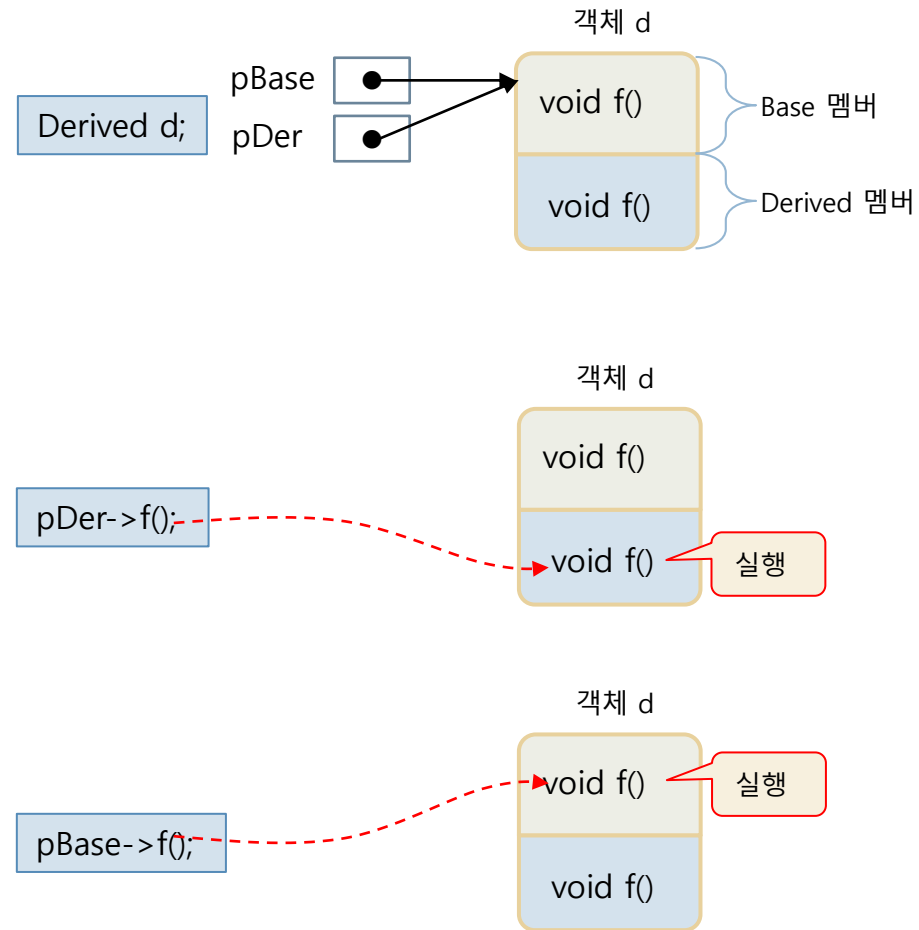 객체 d
pBase
Derived d;
pDer
void f()
Base 멤버
void f()
Derived 멤버
객체 d
void f()
pDer->f();
void f()
실행
객체 d
void f()
실행
pBase->f();
void f()